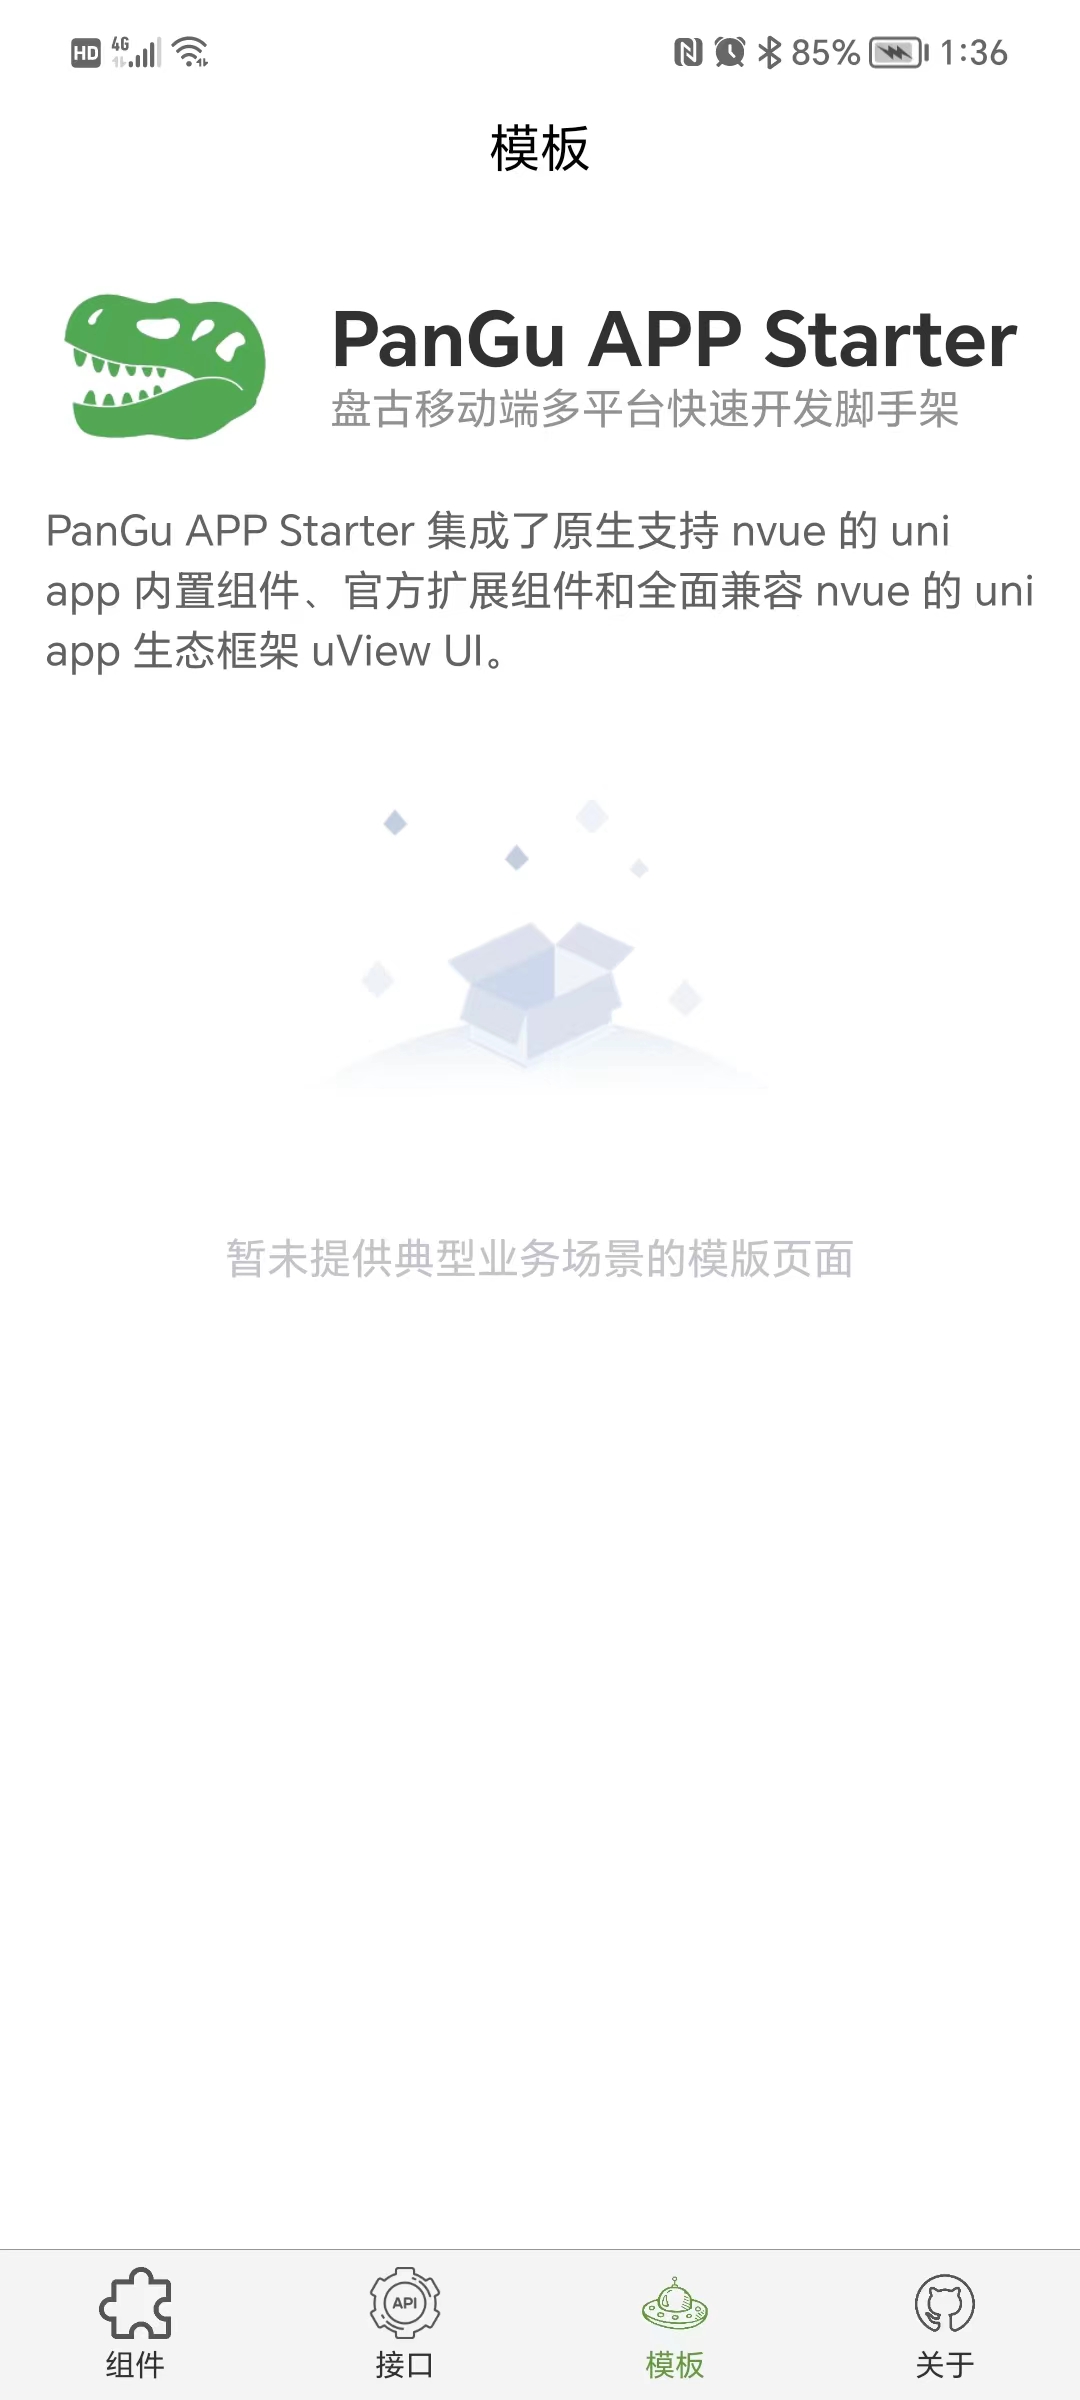 HD 4G 85% 1:36
模板
PanGu APP Starter
盘古移动端多平台快速开发脚手架
PanGu APP Starter 集成了原生支持 nvue 的 uni
app 内置组件、官方扩展组件和全面兼容 nvue 的 uni
app 生态框架 uView UI。
暂未提供典型业务场景的模版页面
API
组件 接口 模板 关于